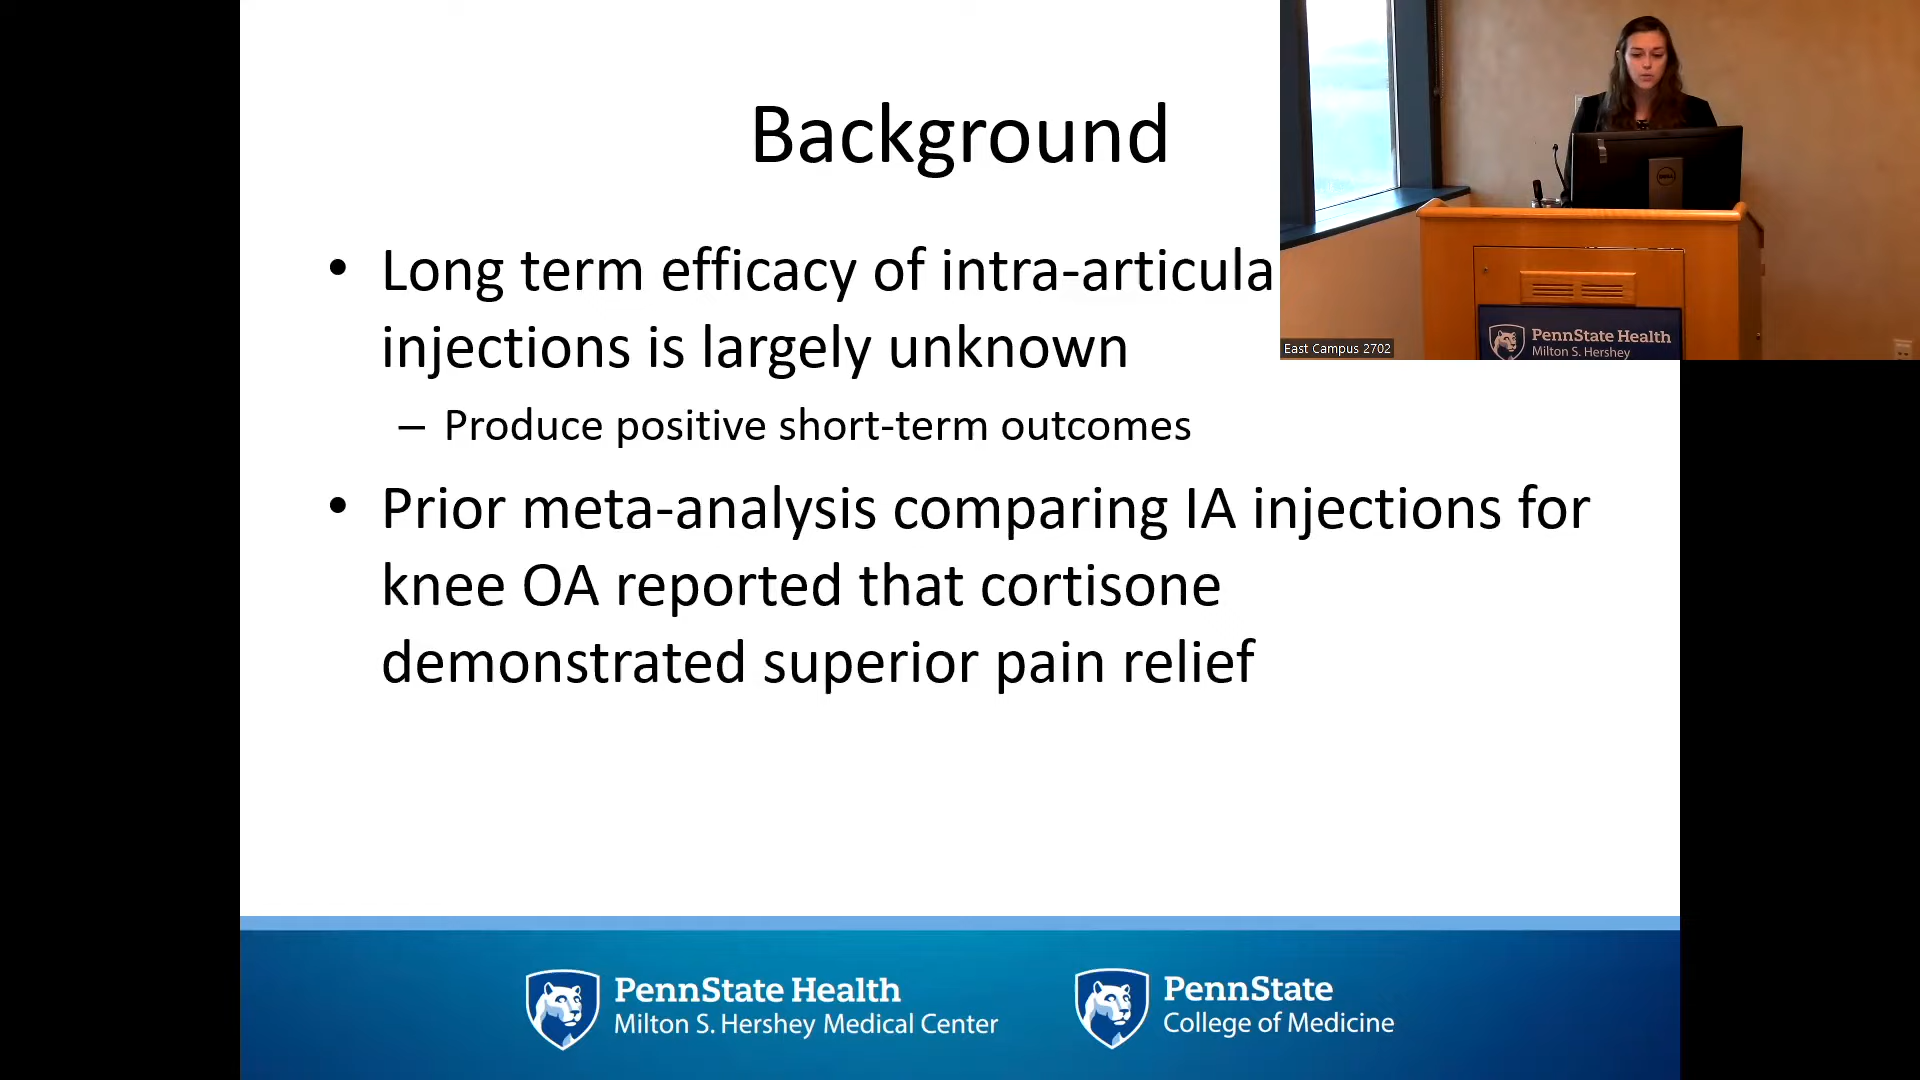 Background
• Long term efficacy of intra-articula
injections is largely unknown
– Produce positive short-term outcomes
• Prior meta-analysis comparing IA injections for
knee OA reported that cortisone
demonstrated superior pain relief
East Campus 2702
DELL
PennState Health
Milton S. Hershey
PennState Health
Milton S. Hershey Medical Center
PennState
College of Medicine